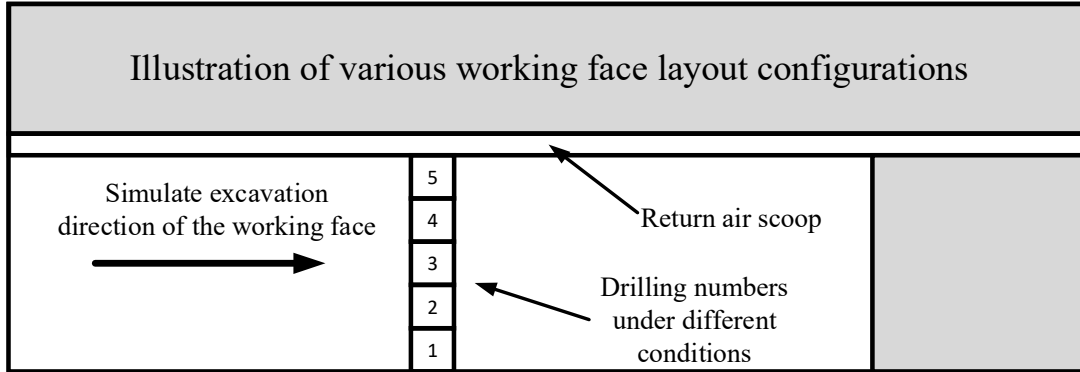 Illustration of various working face layout configurations
Simulate excavation
direction of the working face
5
4
3
2
1
Return air scoop
Drilling numbers
under different
conditions